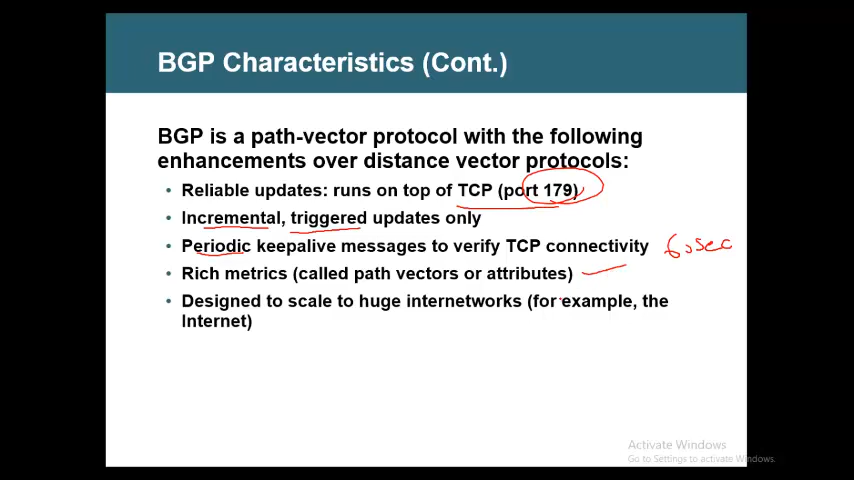 BGP Characteristics (Cont.)
BGP is a path-vector protocol with the following
enhancements over distance vector protocols:
• Reliable updates: runs on top of TCP (port 179)
• Incremental, triggered updates only
• Periodic keepalive messages to verify TCP connectivity
60sec
• Rich metrics (called path vectors or attributes)
• Designed to scale to huge internetworks (for example, the
Internet)
Activate Windows
Go to Settings to activate Windows.